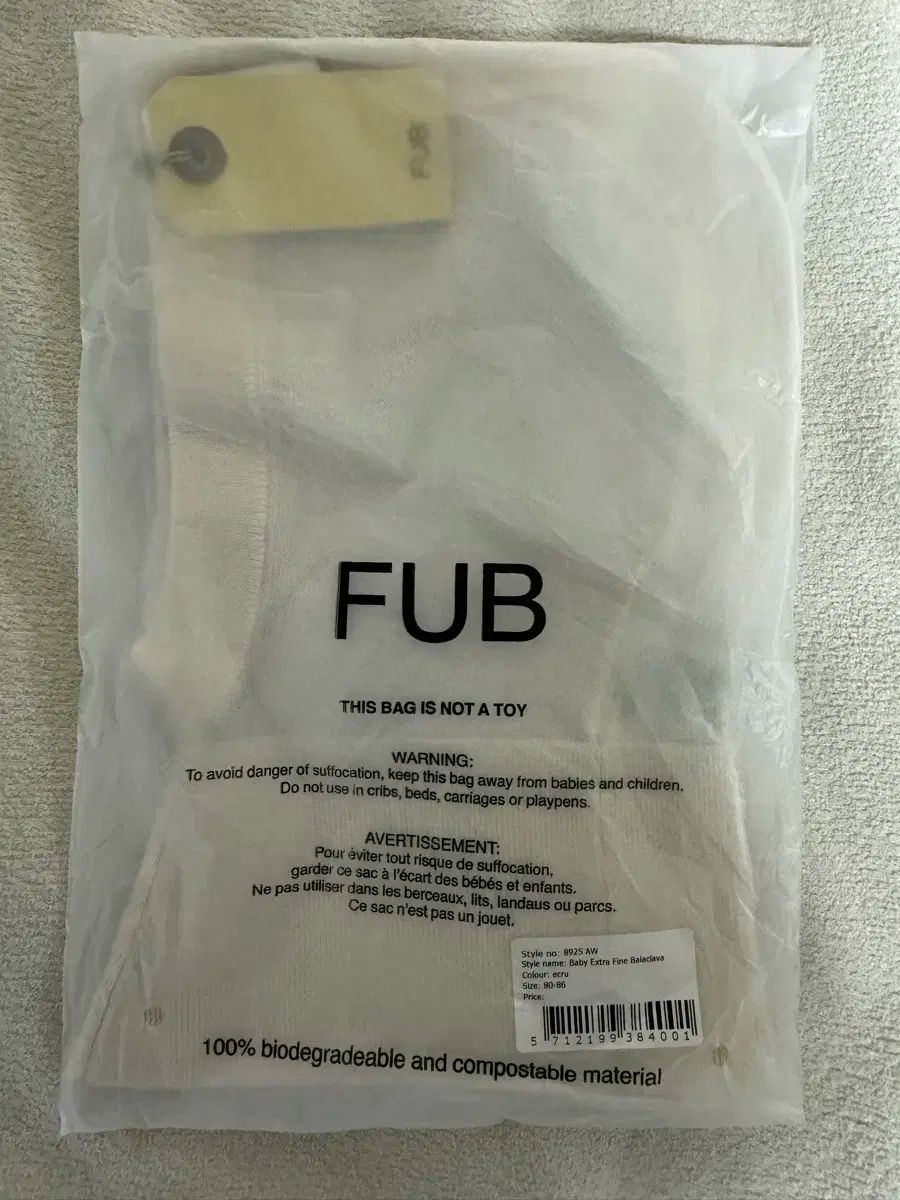 FUB
FUB
THIS BAG IS NOT A TOY
WARNING:
To avoid danger of suffocation, keep this bag away from babies and children.
Do not use in cribs, beds, carriages or playpens.
AVERTISSEMENT:
Pour éviter tout risque de suffocation,
garder ce sac à l'écart des bébés et enfants.
Ne pas utiliser dans les berceaux, lits, landaus ou parcs.
Ce sac n'est pas un jouet.
Style no: 8925 AW
Style name: Baby Extra Fine Balaclava
Colour: ecru
Size: 80-86
Price:
5 712199 384001
100% biodegradeable and compostable material